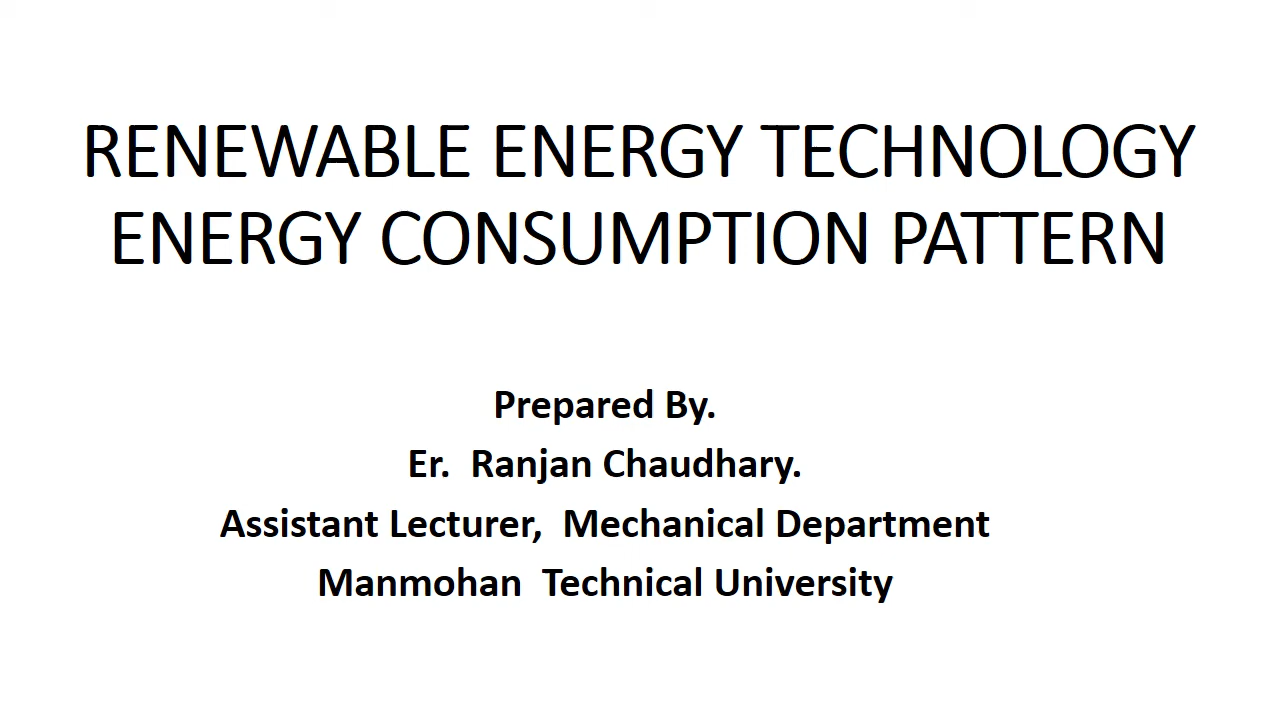 RENEWABLE ENERGY TECHNOLOGY
ENERGY CONSUMPTION PATTERN
Prepared By.
Er. Ranjan Chaudhary.
Assistant Lecturer, Mechanical Department
Manmohan Technical University